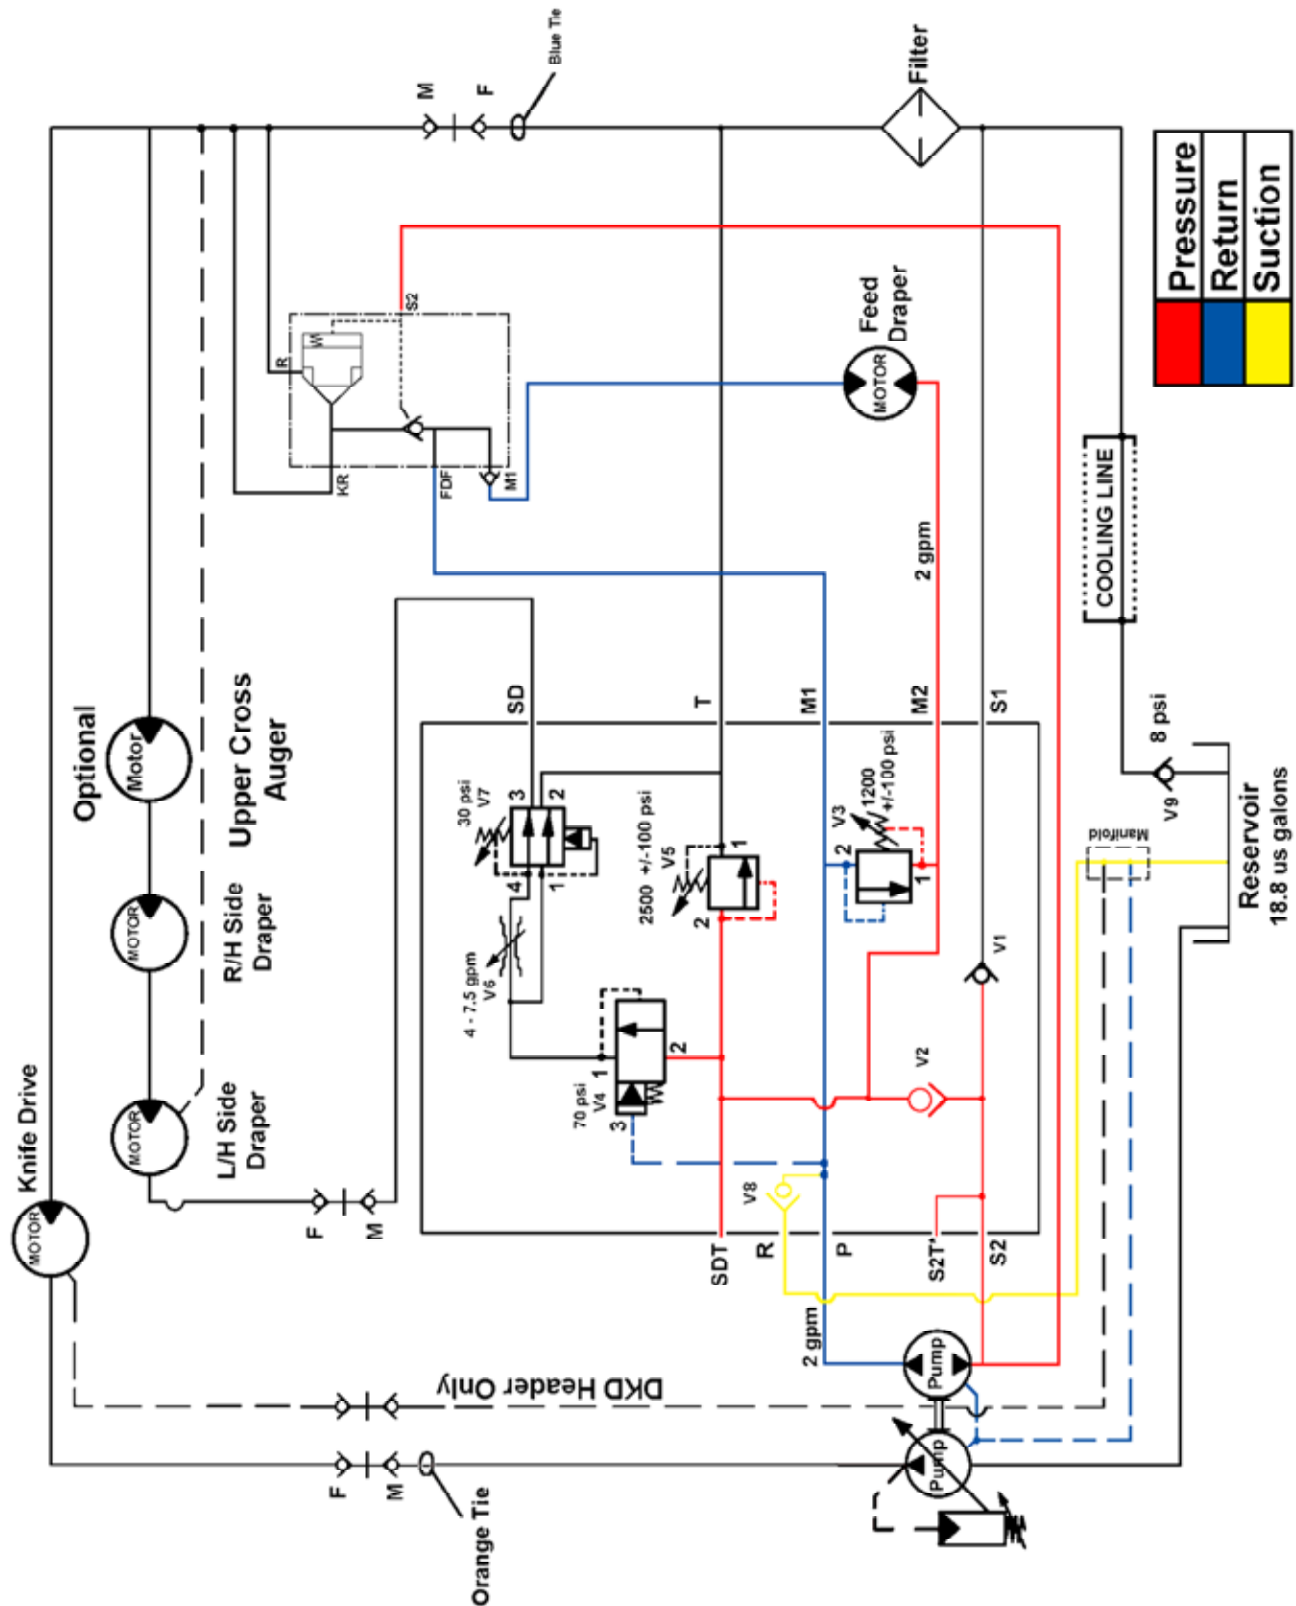 Knife Drive
MOTOR
L/H Side
Draper
MOTOR
R/H Side
Draper
MOTOR
Optional
Motor
Upper Cross
Auger
M
F
Blue Tie
Filter
Orange Tie
F
M
DKD Header Only
F
M
R
W
S2
KR
FDF
M1
Feed
Draper
MOTOR
Pressure
Return
Suction
SD
T
M1
M2
S1
2 gpm
COOLING LINE
30 psi
V7
3
2
4
1
4 - 7.5 gpm
V6
70 psi
V4
1
2
3
W
2500 +/-100 psi
V5
1
2
V3
1200
+/-100 psi
2
1
V1
V2
V8
SDT
R
P
S2T'
S2
2 gpm
Pump
Pump
Manifold
V9
8 psi
Reservoir
18.8 us galons